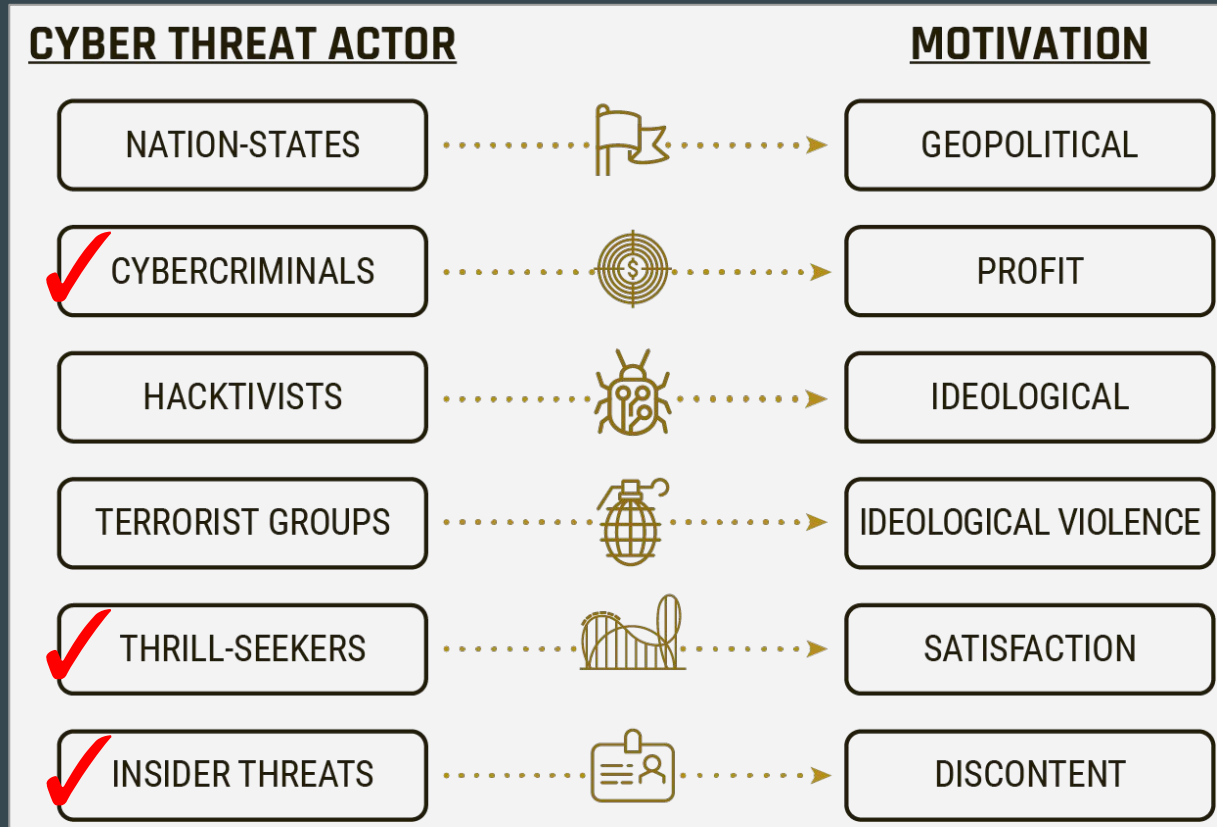 CYBER THREAT ACTOR
MOTIVATION
NATION-STATES
GEOPOLITICAL
CYBERCRIMINALS
$
PROFIT
HACKTIVISTS
IDEOLOGICAL
TERRORIST GROUPS
IDEOLOGICAL VIOLENCE
THRILL-SEEKERS
SATISFACTION
INSIDER THREATS
DISCONTENT